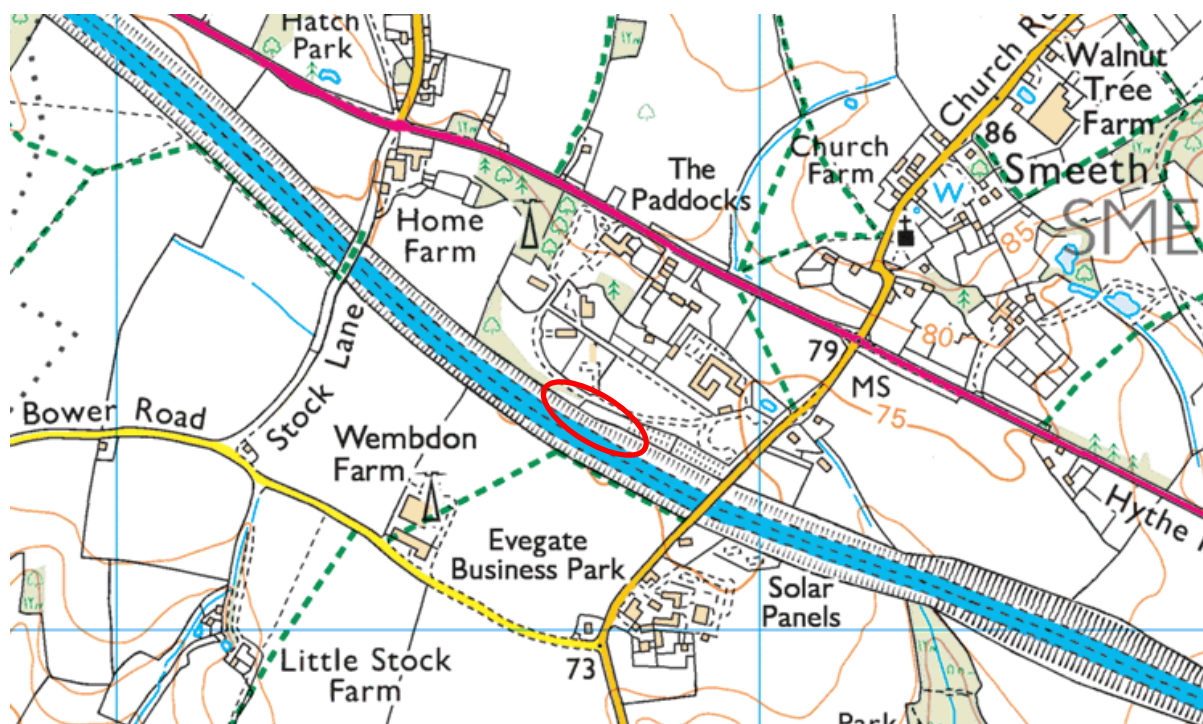 Hatch
Park
Church Ro
Walnut
Tree
Farm
86
Church
Farm
W
Smeeth
SME
The
Paddocks
Home
Farm
85
80
79
MS
75
Stock Lane
Bower Road
Wembdon
Farm
Hythe
Evegate
Business Park
Solar
Panels
Little Stock
Farm
73
Park